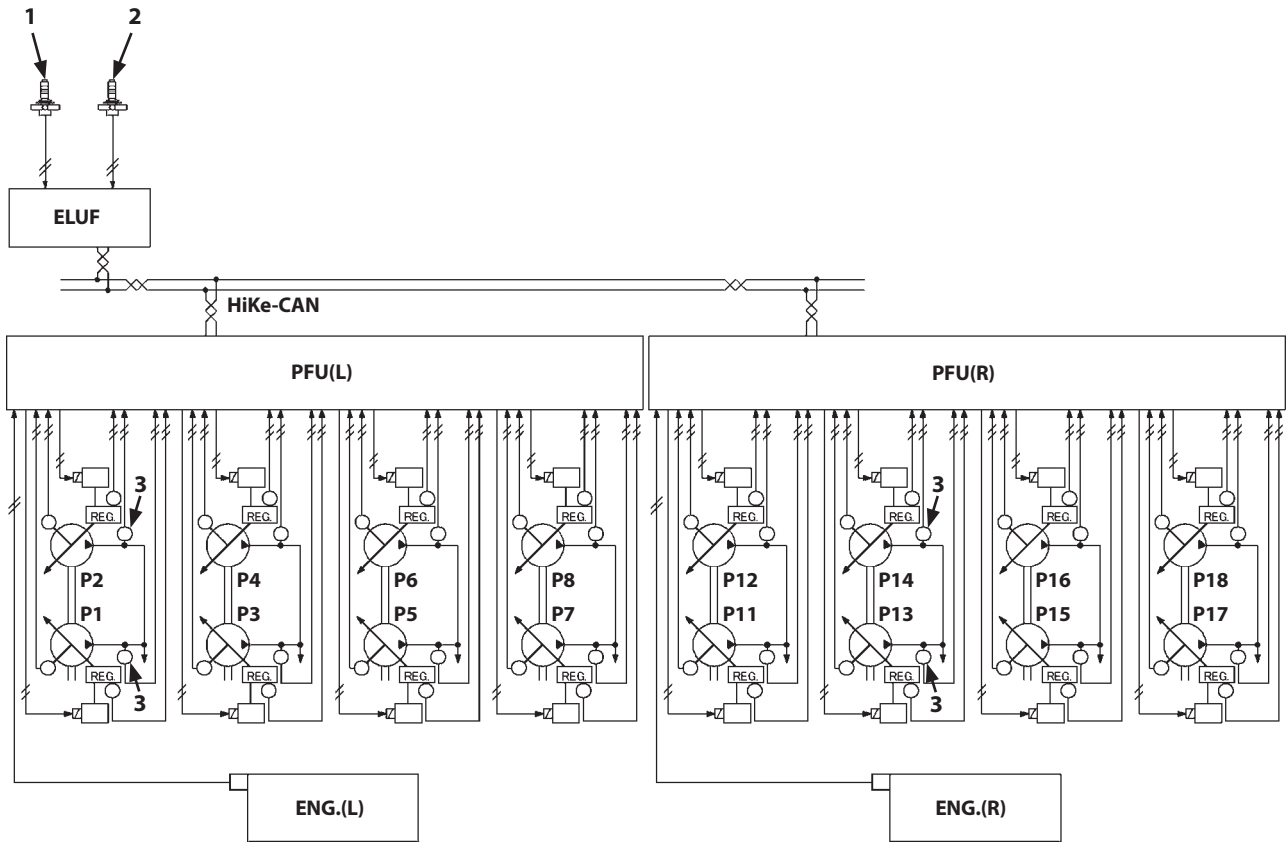 1 2
ELUF
HiKe-CAN
PFU(L) PFU(R)
3 3
REG. REG. REG. REG. REG. REG. REG. REG.
P2 P4 P6 P8 P12 P14 P16 P18
P1 P3 P5 P7 P11 P13 P15 P17
REG. REG. REG. REG. REG. REG. REG. REG.
3 3
ENG.(L) ENG.(R)